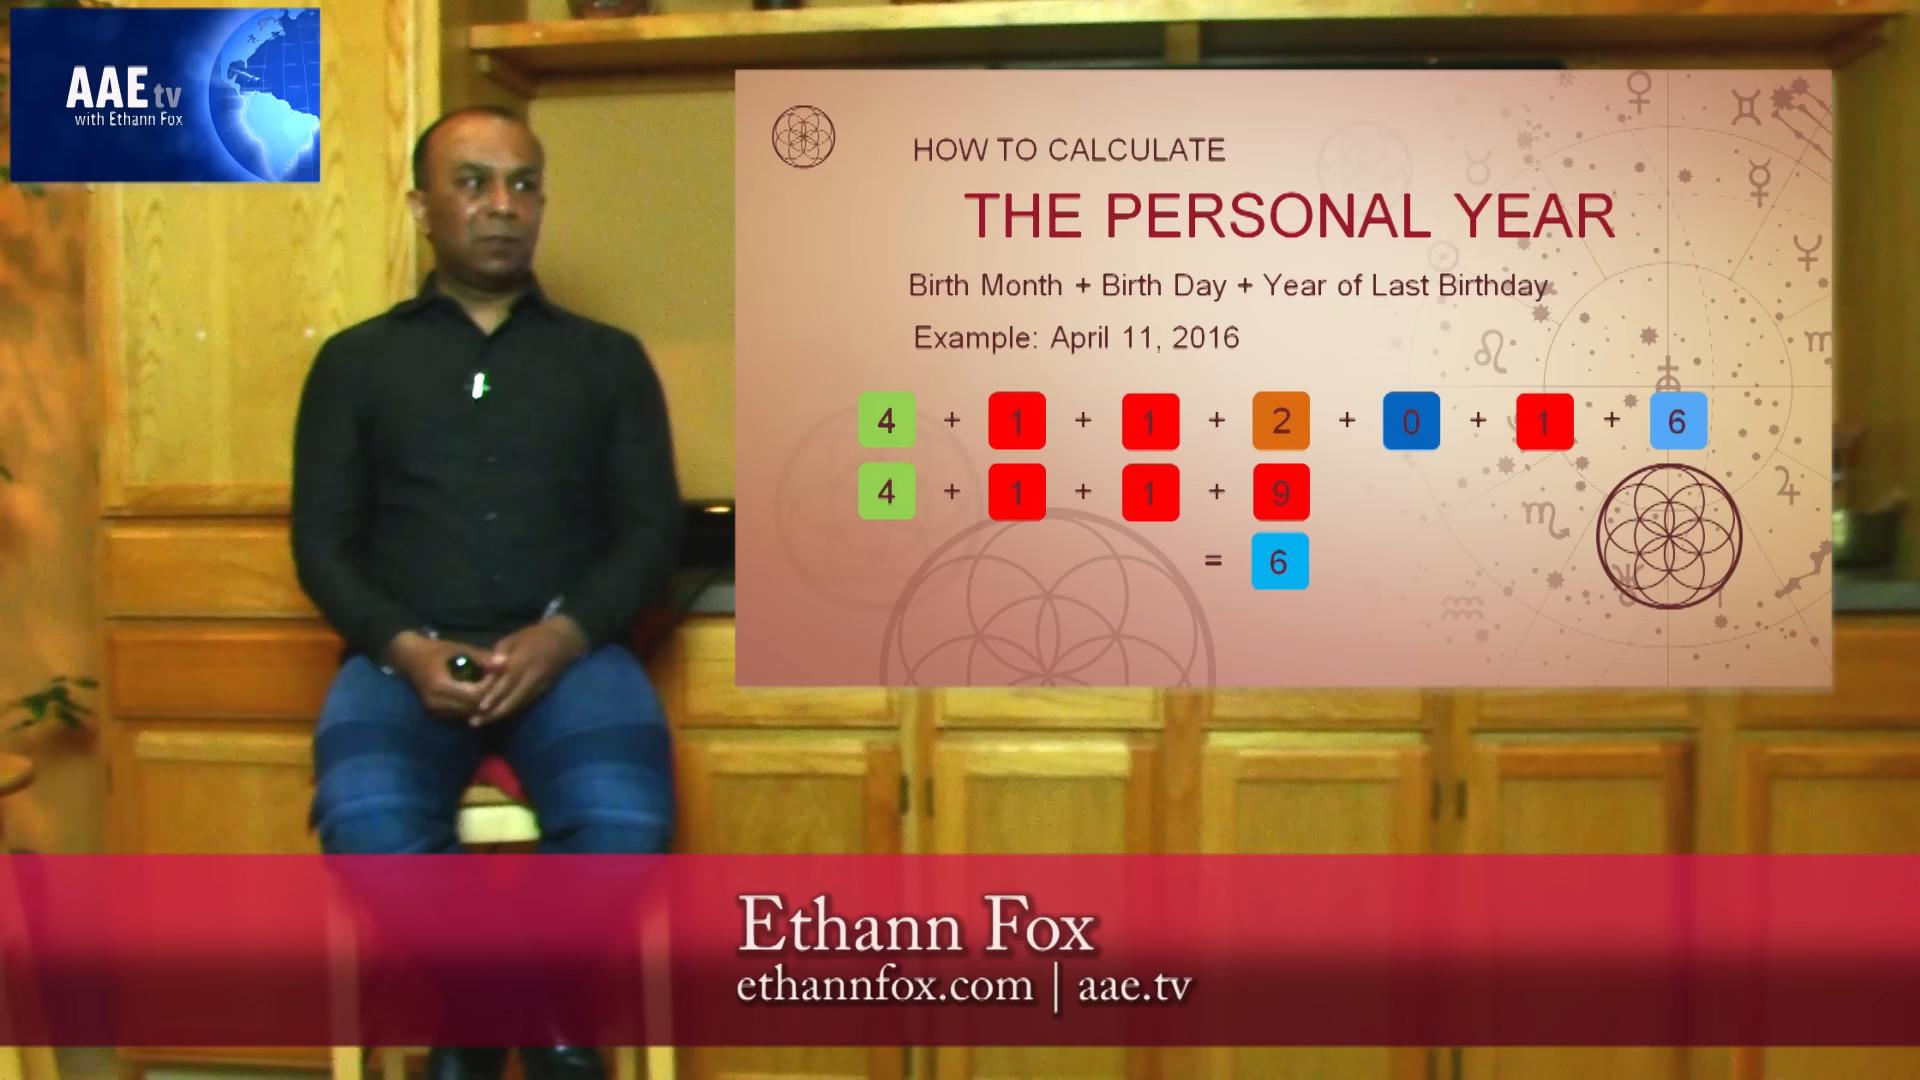 AAE tv
with Ethann Fox
HOW TO CALCULATE
THE PERSONAL YEAR
Birth Month + Birth Day + Year of Last Birthday
Example: April 11, 2016
4 + 1 + 1 + 2 + 0 + 1 + 6
4 + 1 + 1 + 9
= 6
Ethann Fox
ethannfox.com | aae.tv